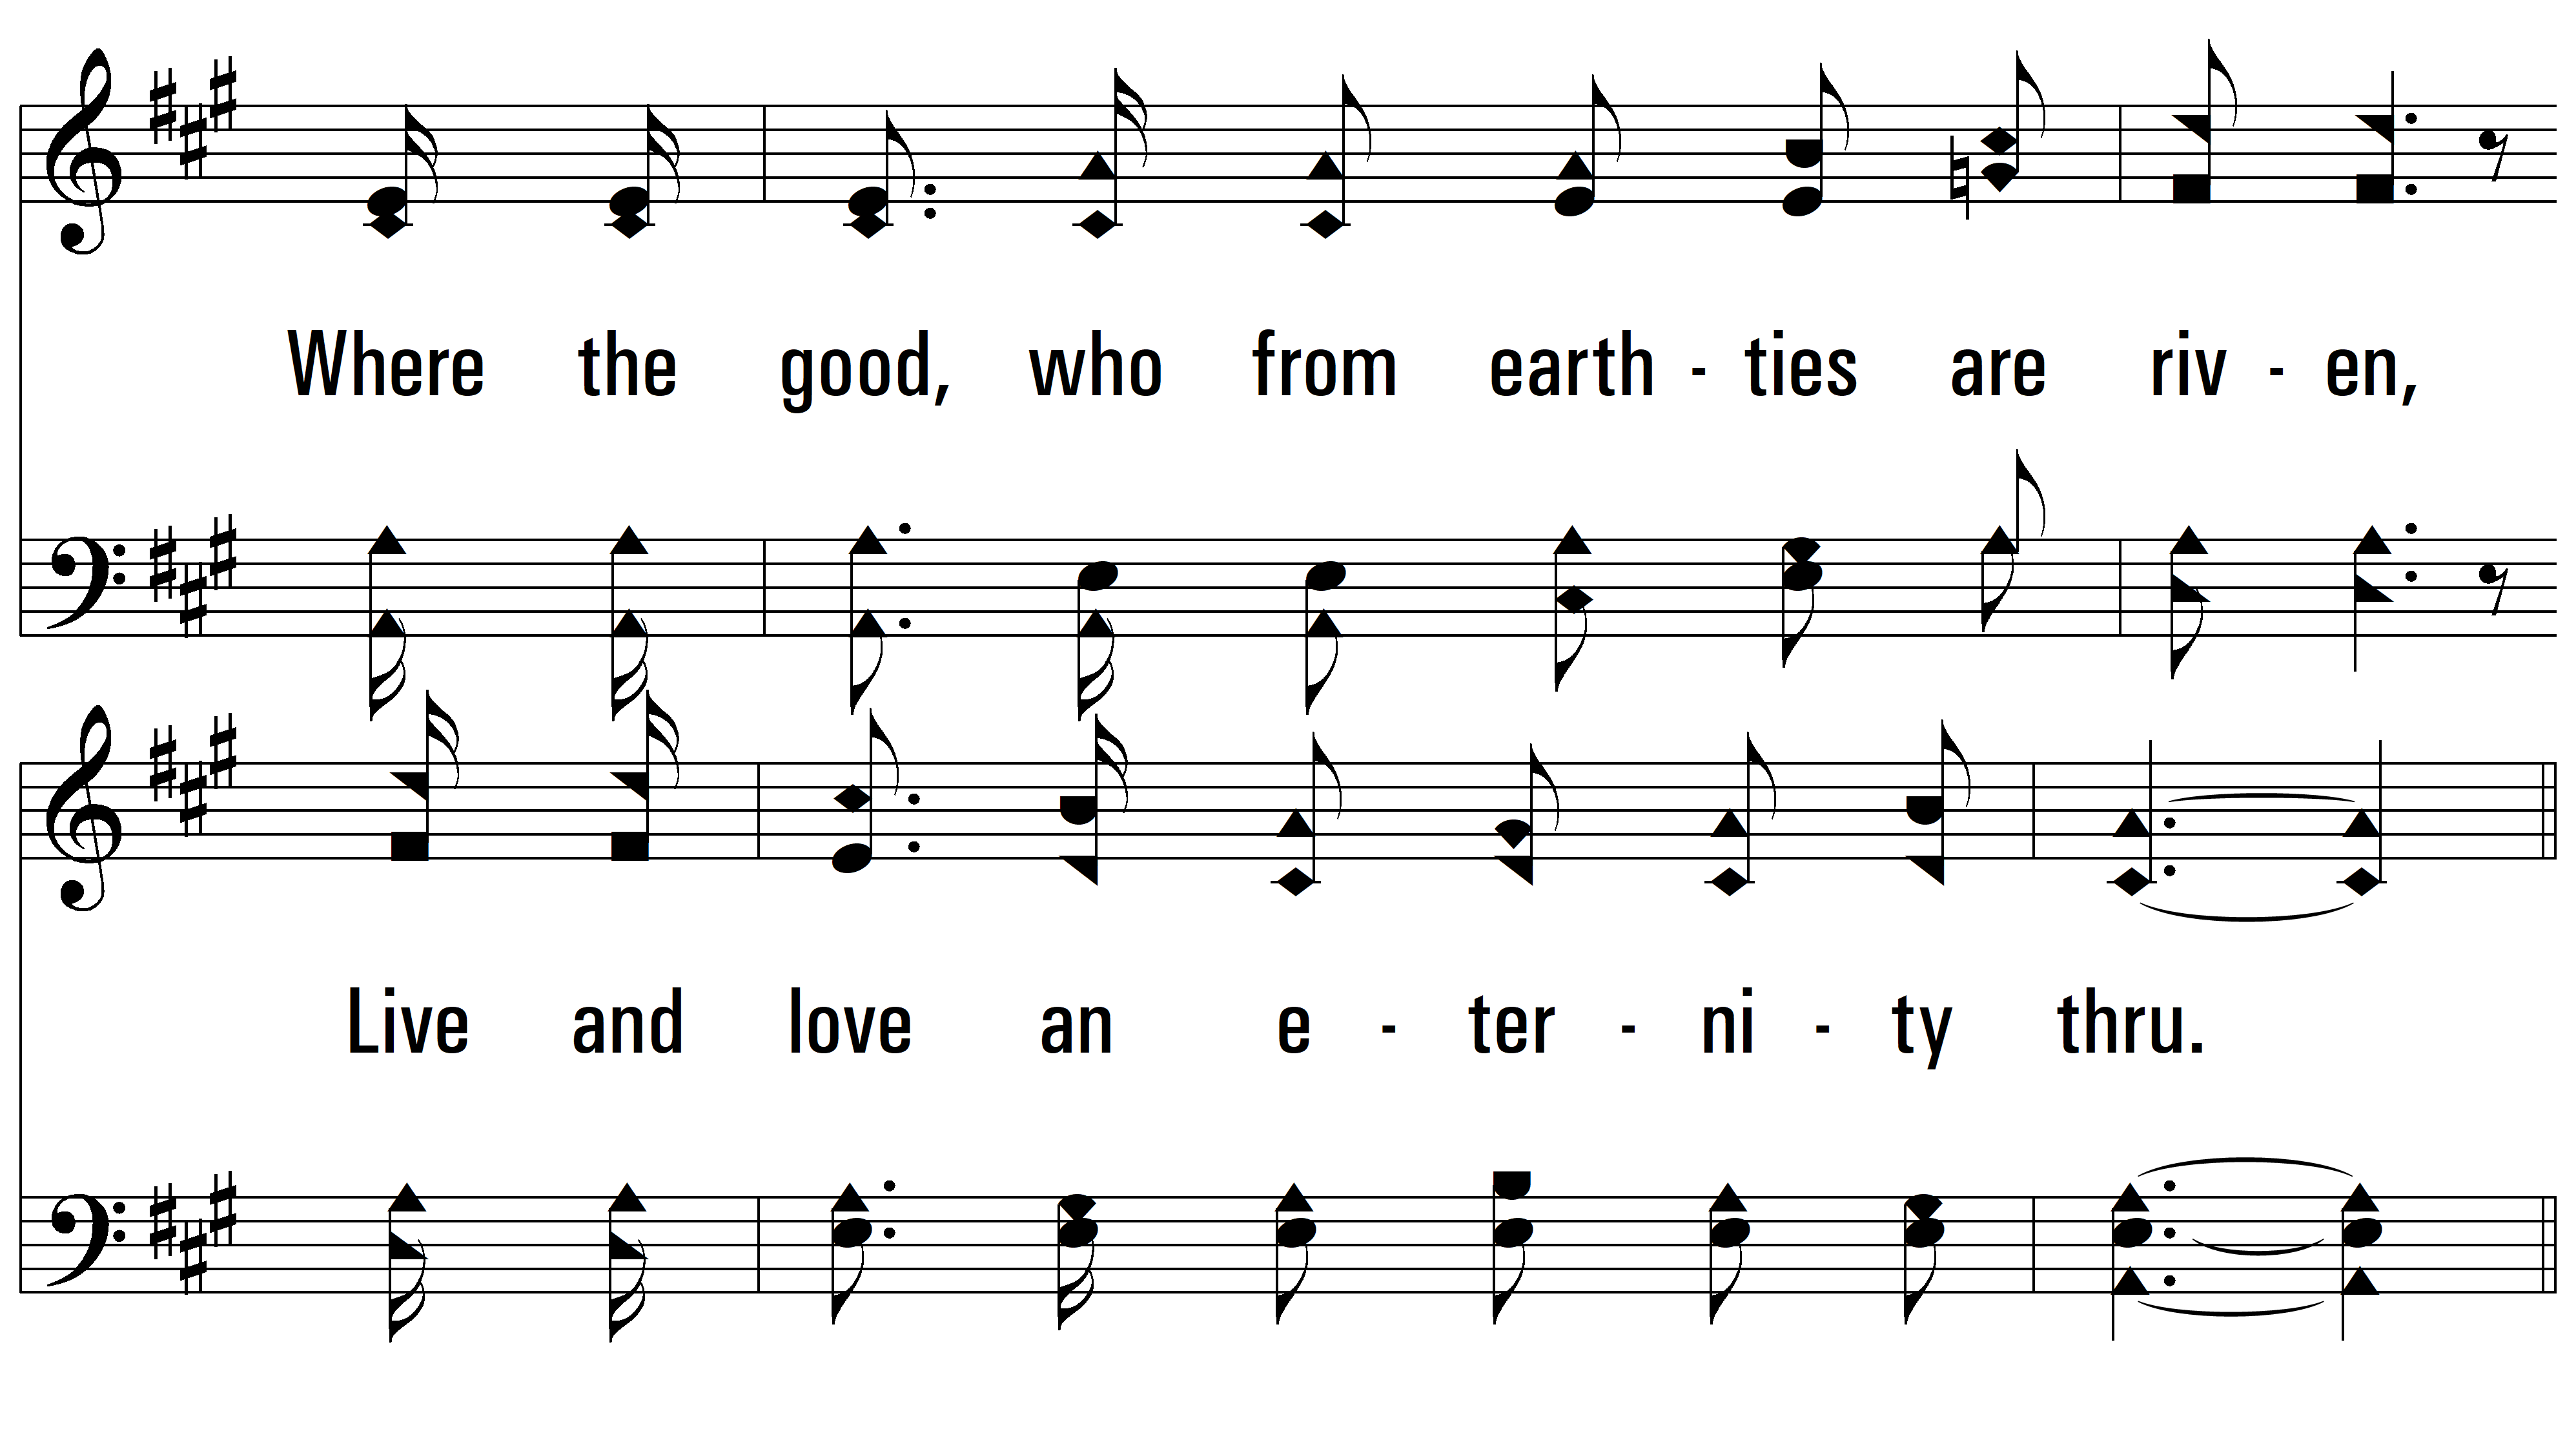 Where the good, who from earth - ties are riv - en,
Live and love an e - ter - ni - ty thru.